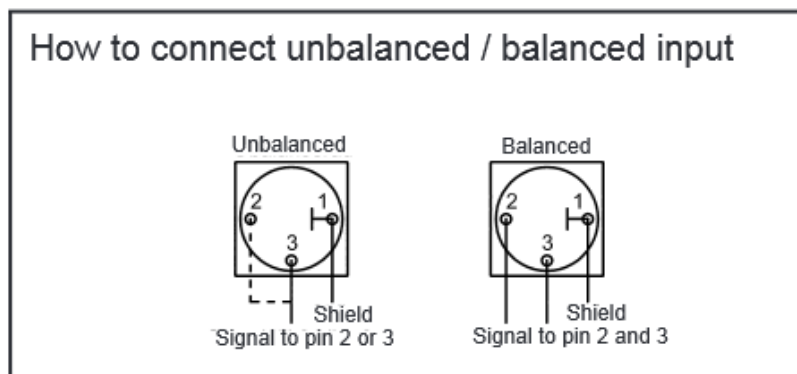 How to connect unbalanced / balanced input
Unbalanced
2 1
3
Shield
Signal to pin 2 or 3
Balanced
2 1
3
Shield
Signal to pin 2 and 3